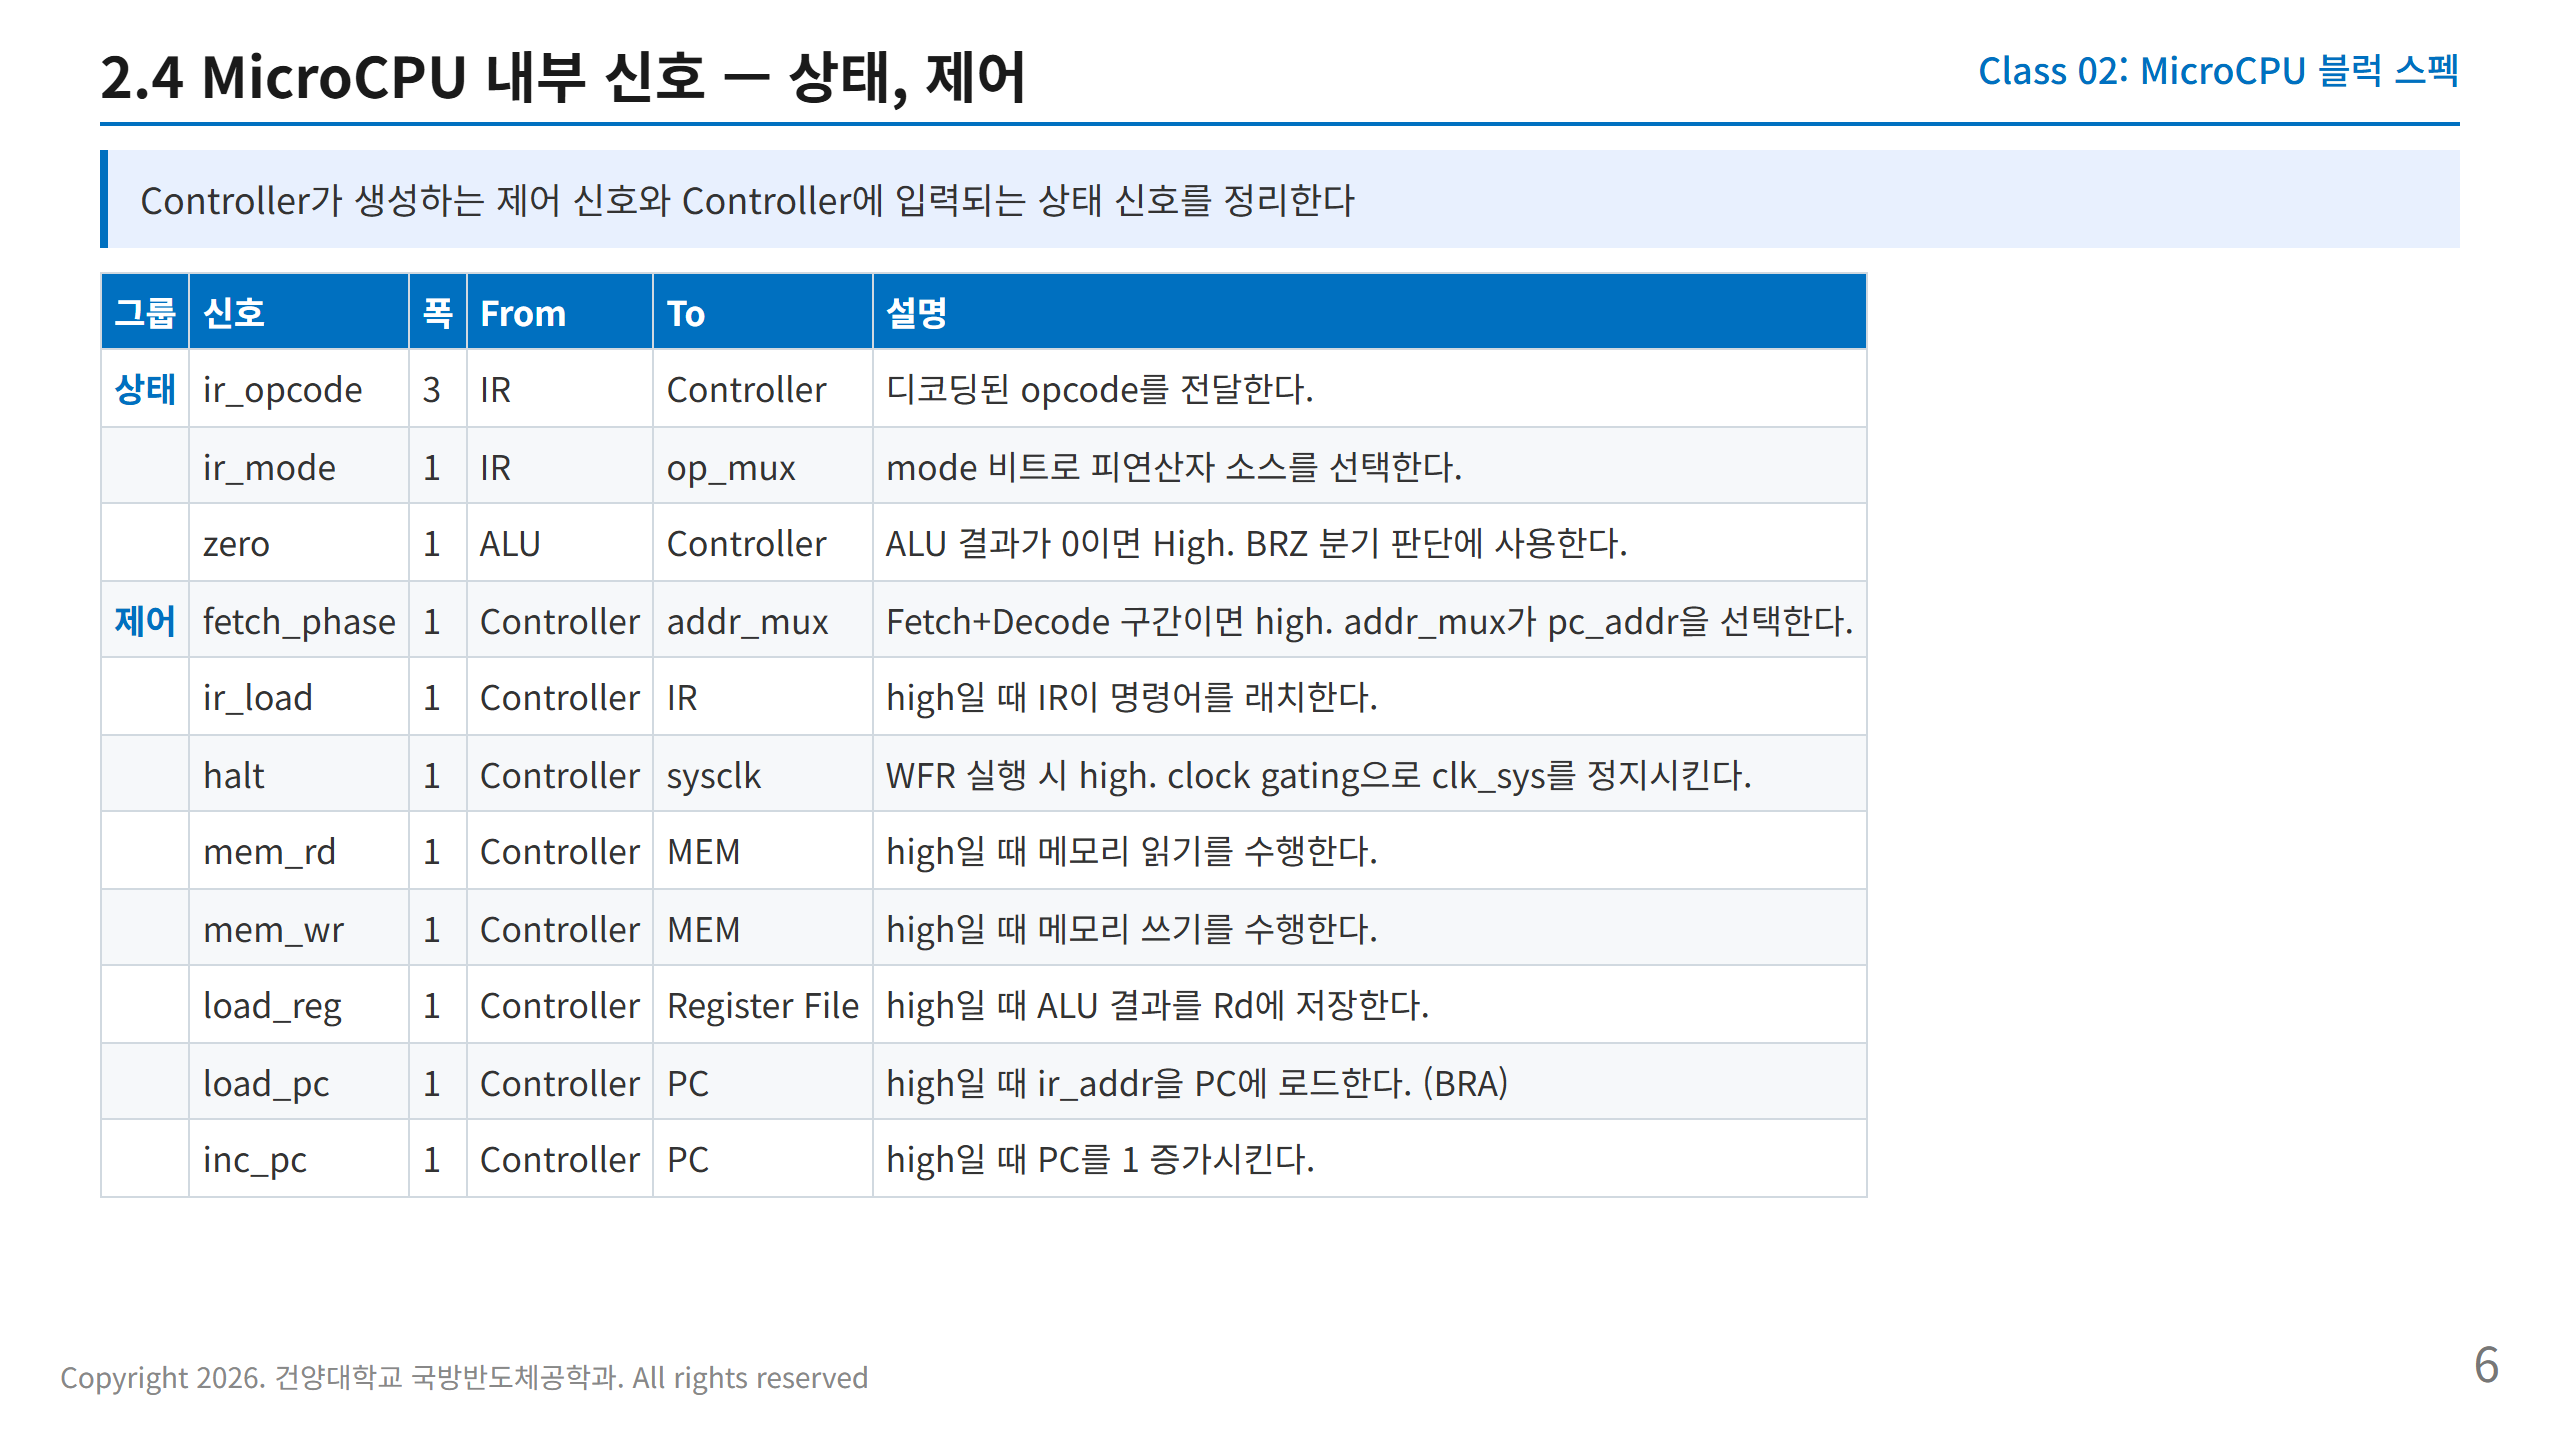 2.4 MicroCPU 내부 신호 — 상태, 제어
Class 02: MicroCPU 블럭 스펙
Controller가 생성하는 제어 신호와 Controller에 입력되는 상태 신호를 정리한다
그룹 신호 폭 From To 설명
상태 ir_opcode 3 IR Controller 디코딩된 opcode를 전달한다.
ir_mode 1 IR op_mux mode 비트로 피연산자 소스를 선택한다.
zero 1 ALU Controller ALU 결과가 0이면 High. BRZ 분기 판단에 사용한다.
제어 fetch_phase 1 Controller addr_mux Fetch+Decode 구간이면 high. addr_mux가 pc_addr을 선택한다.
ir_load 1 Controller IR high일 때 IR이 명령어를 래치한다.
halt 1 Controller sysclk WFR 실행 시 high. clock gating으로 clk_sys를 정지시킨다.
mem_rd 1 Controller MEM high일 때 메모리 읽기를 수행한다.
mem_wr 1 Controller MEM high일 때 메모리 쓰기를 수행한다.
load_reg 1 Controller Register File high일 때 ALU 결과를 Rd에 저장한다.
load_pc 1 Controller PC high일 때 ir_addr을 PC에 로드한다. (BRA)
inc_pc 1 Controller PC high일 때 PC를 1 증가시킨다.
Copyright 2026. 건양대학교 국방반도체공학과. All rights reserved
6